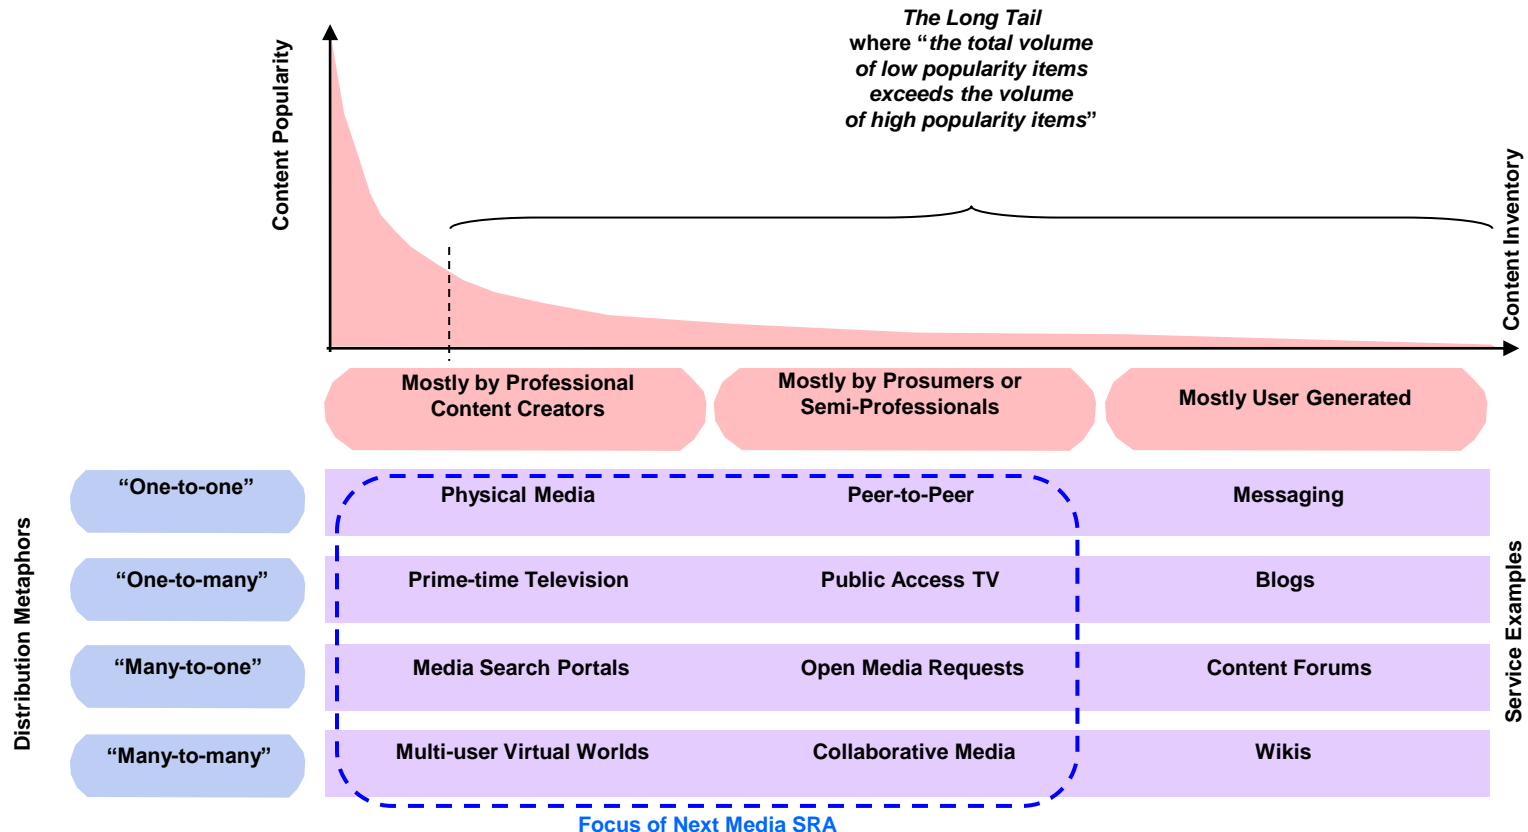 The Long Tail
where “the total volume
of low popularity items
exceeds the volume
of high popularity items”
Content Popularity
Content Inventory
Mostly by Professional
Content Creators
Mostly by Prosumers or
Semi-Professionals
Mostly User Generated
Distribution Metaphors
“One-to-one”
Physical Media
Peer-to-Peer
Messaging
“One-to-many”
Prime-time Television
Public Access TV
Blogs
“Many-to-one”
Media Search Portals
Open Media Requests
Content Forums
“Many-to-many”
Multi-user Virtual Worlds
Collaborative Media
Wikis
Service Examples
Focus of Next Media SRA